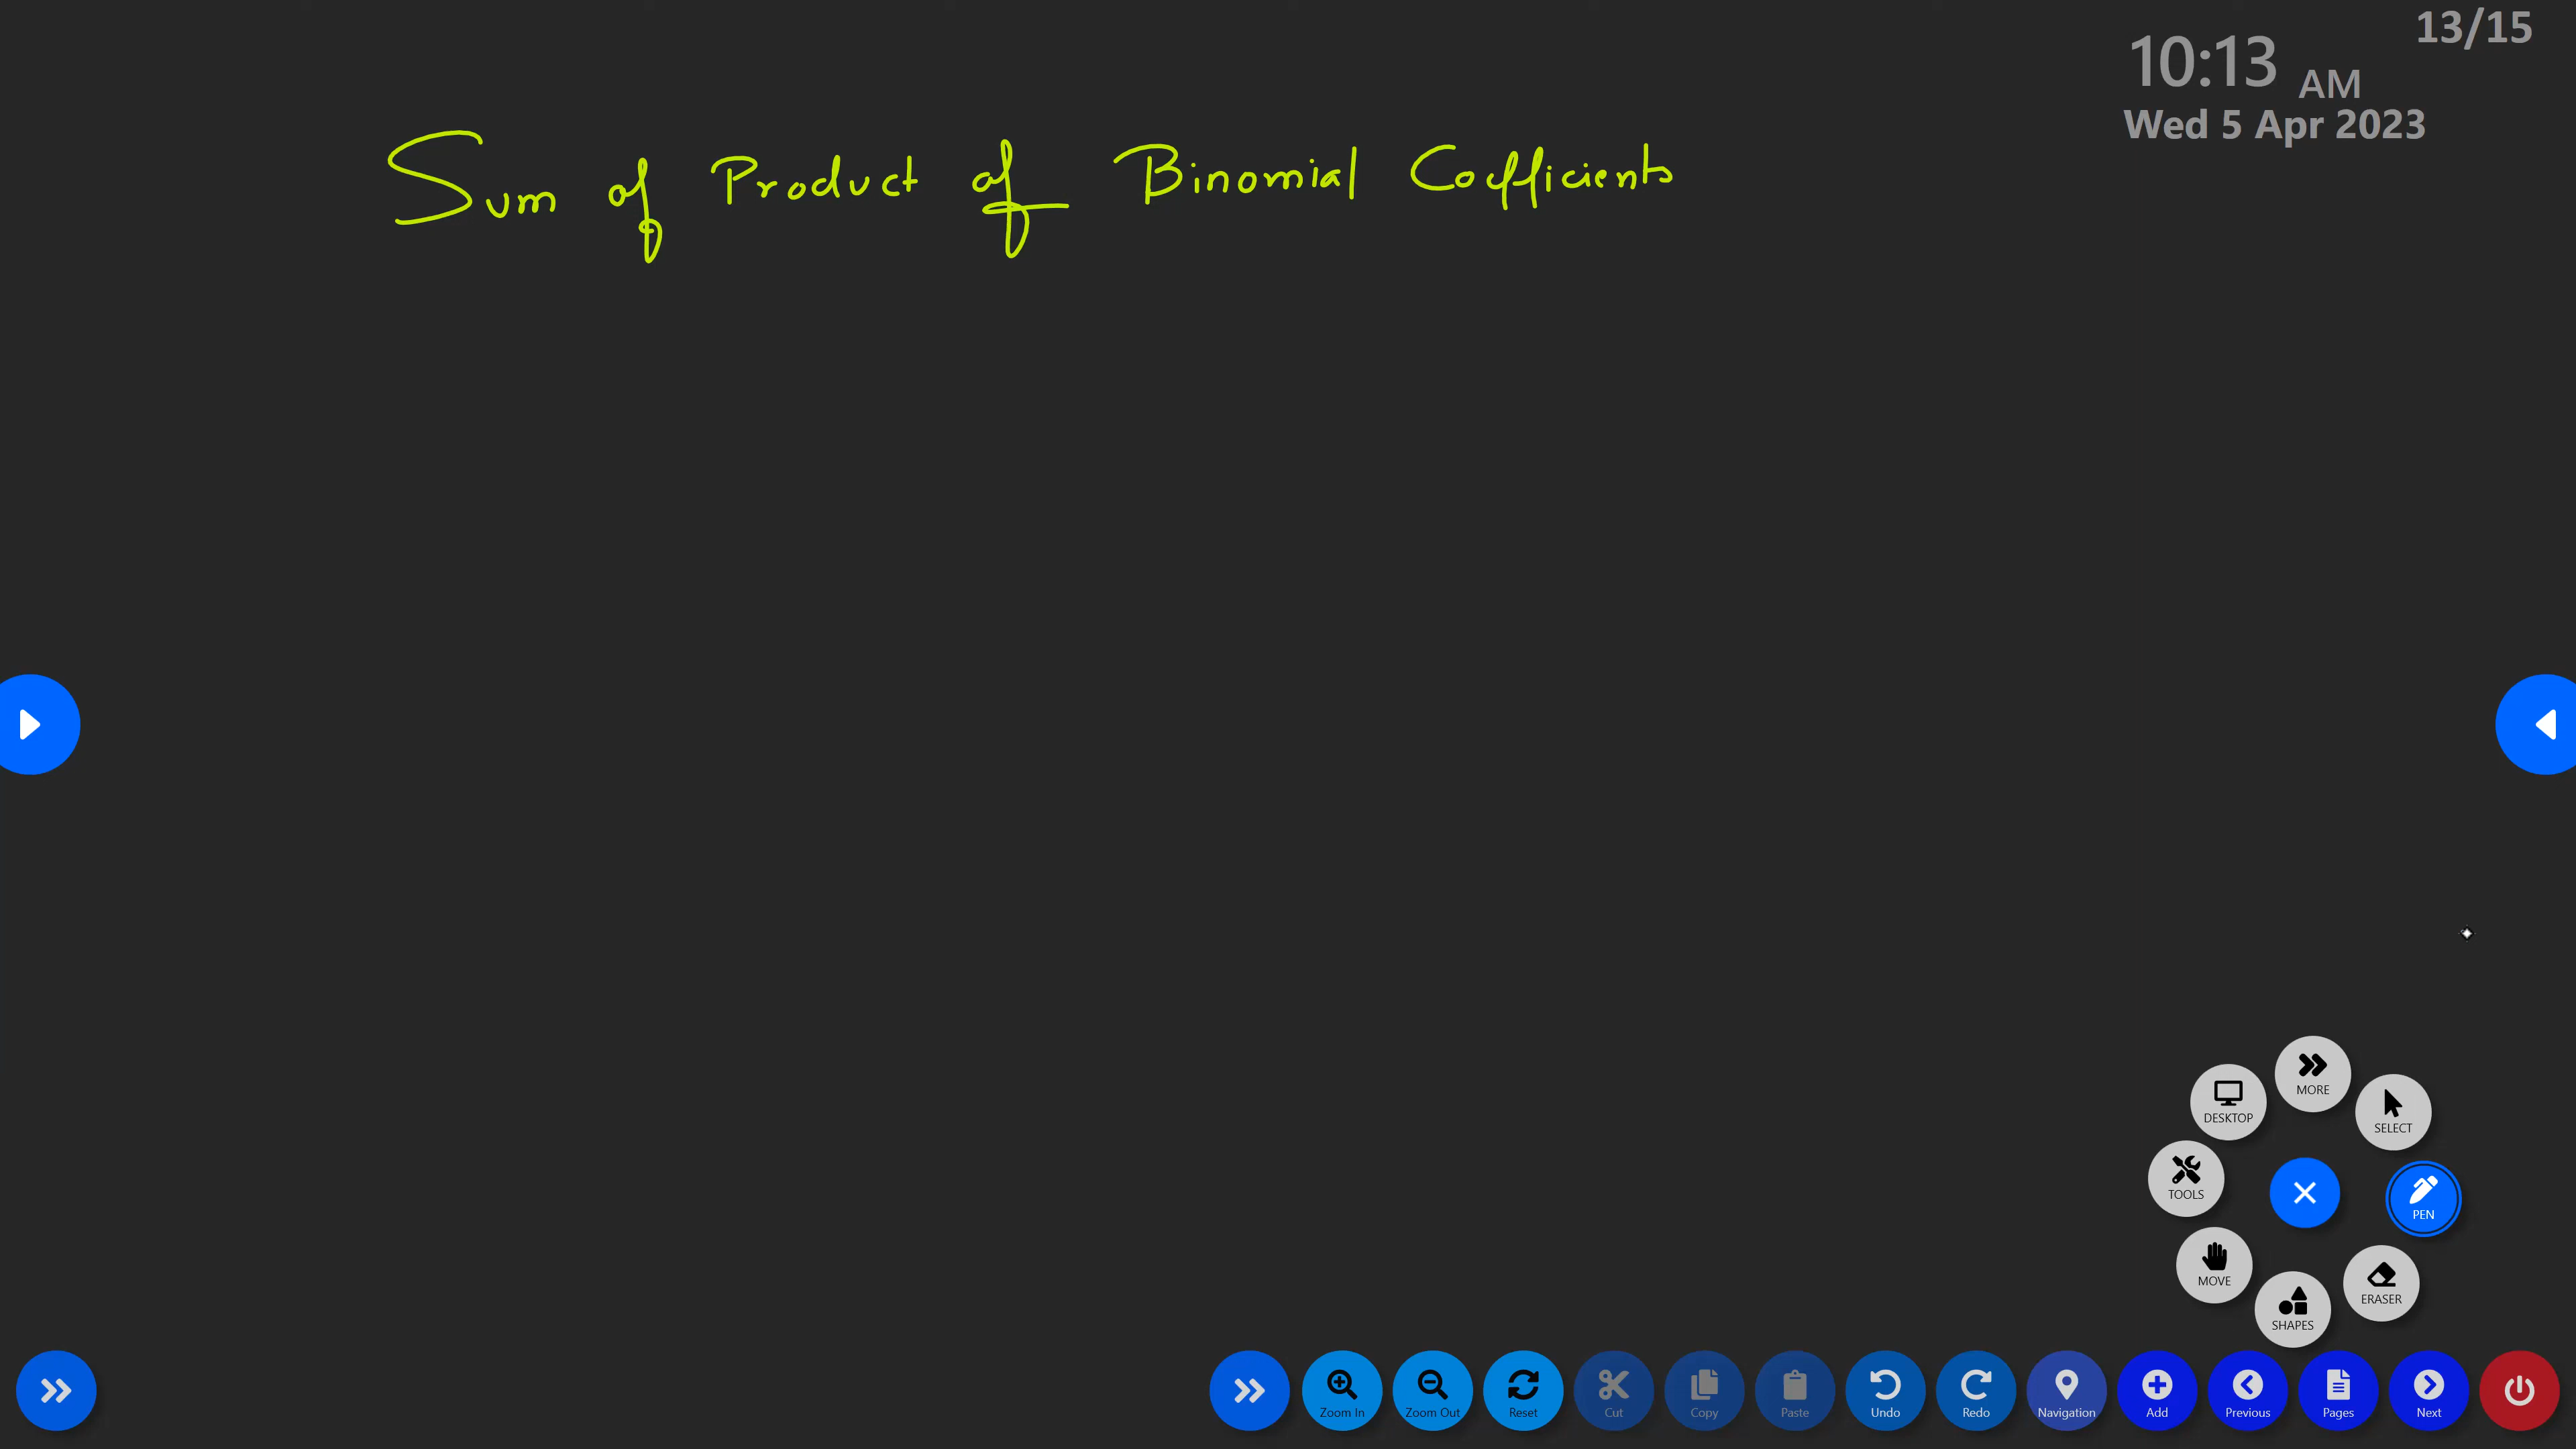 13/15
10:13 AM
Wed 5 Apr 2023
Sum of Product of Binomial Coefficients
MORE
DESKTOP
SELECT
TOOLS
PEN
MOVE
ERASER
SHAPES
Zoom In Zoom Out Reset Cut Copy Paste Undo Redo Navigation Add Previous Pages Next